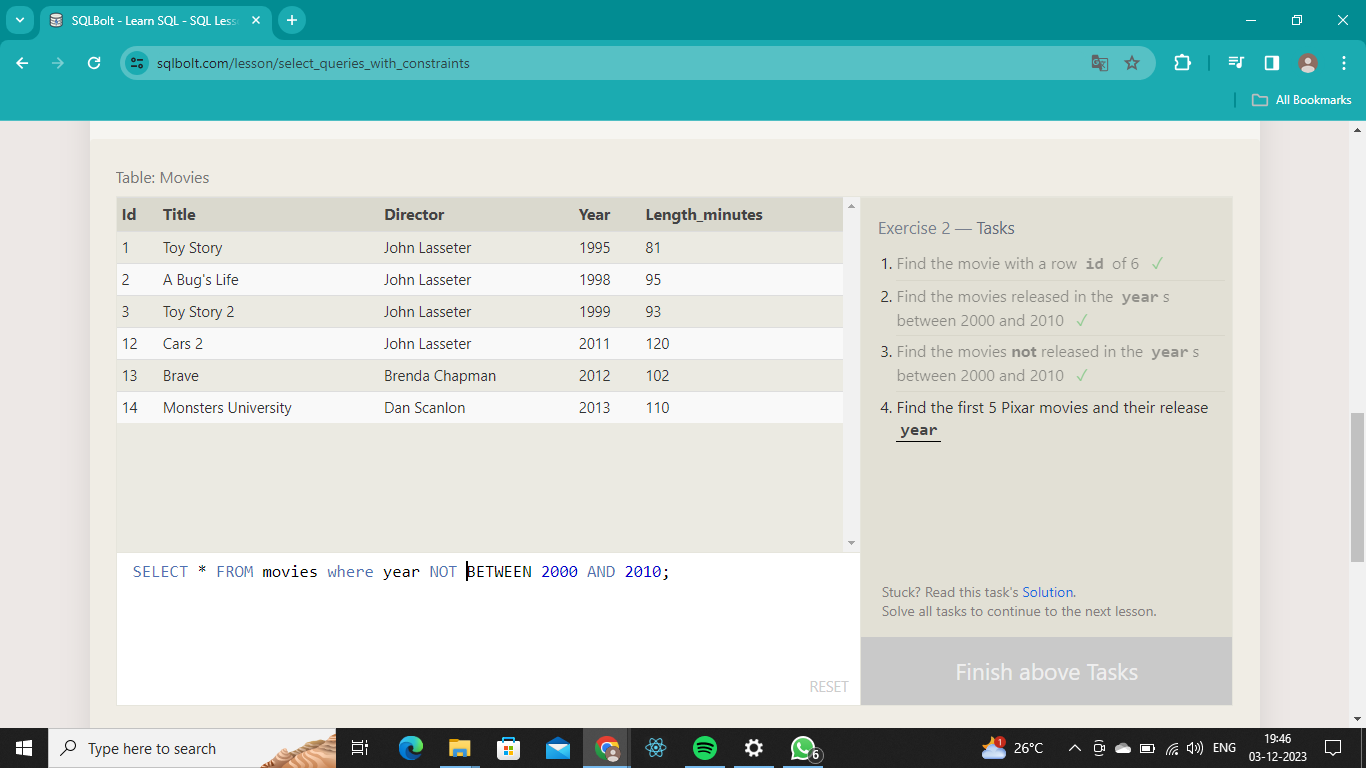 SQLBolt - Learn SQL - SQL Less
sqlbolt.com/lesson/select_queries_with_constraints
All Bookmarks
Table: Movies
Id Title Director Year Length_minutes
1 Toy Story John Lasseter 1995 81
2 A Bug's Life John Lasseter 1998 95
3 Toy Story 2 John Lasseter 1999 93
12 Cars 2 John Lasseter 2011 120
13 Brave Brenda Chapman 2012 102
14 Monsters University Dan Scanlon 2013 110
SELECT * FROM movies where year NOT BETWEEN 2000 AND 2010;
RESET
Exercise 2 — Tasks
1. Find the movie with a row id of 6 ✓
2. Find the movies released in the year s
between 2000 and 2010 ✓
3. Find the movies not released in the year s
between 2000 and 2010 ✓
4. Find the first 5 Pixar movies and their release
year
Stuck? Read this task's Solution.
Solve all tasks to continue to the next lesson.
Finish above Tasks
Type here to search
6
1
26°C
ENG
19:46
03-12-2023